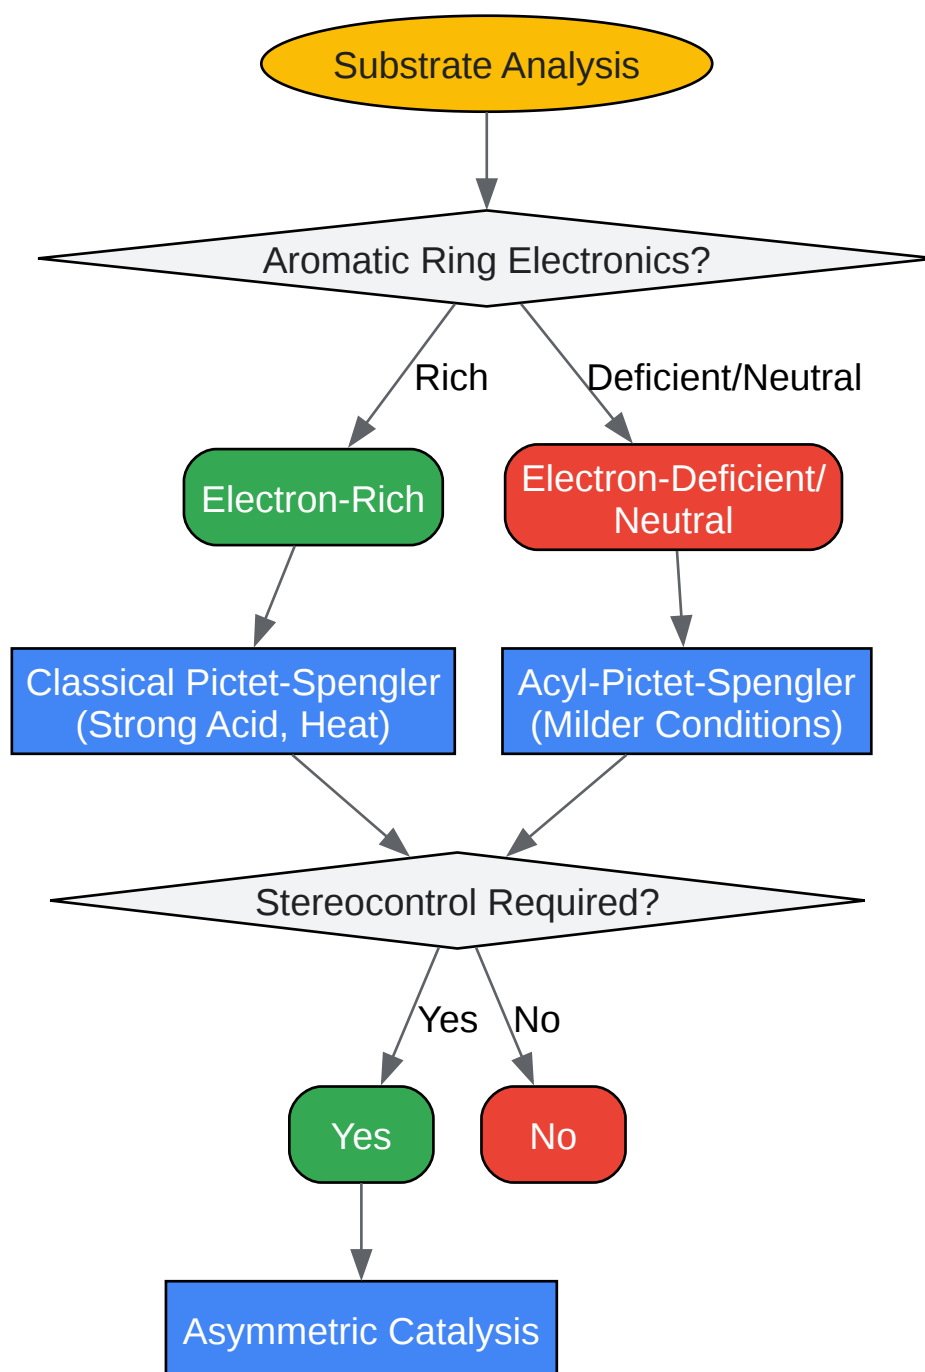 Substrate Analysis
Aromatic Ring Electronics?
Rich
Deficient/Neutral
Electron-Rich
Electron-Deficient/
Neutral
Classical Pictet-Spengler
(Strong Acid, Heat)
Acyl-Pictet-Spengler
(Milder Conditions)
Stereocontrol Required?
Yes
No
Yes
No
Asymmetric Catalysis